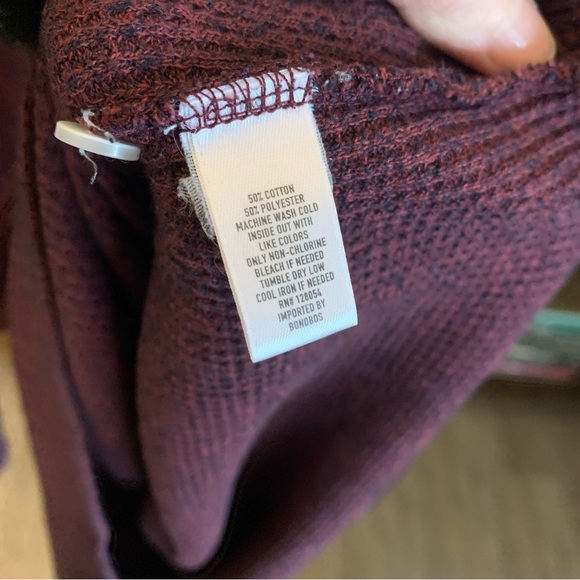 50% COTTON
50% POLYESTER
MACHINE WASH COLD
INSIDE OUT WITH
LIKE COLORS
ONLY NON-CHLORINE
BLEACH IF NEEDED
TUMBLE DRY LOW
COOL IRON IF NEEDED
RN# 128054
IMPORTED BY
BONOBOS